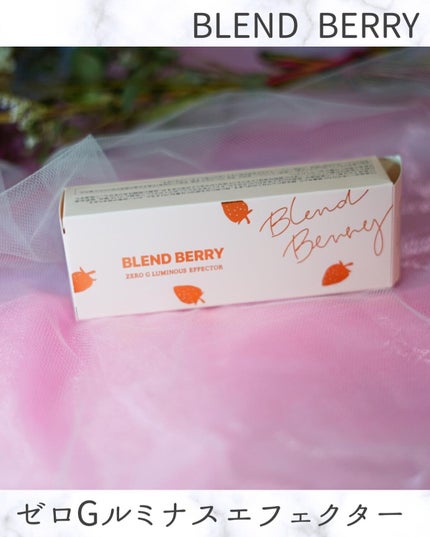 BLEND BERRY
Blend
Berry
BLEND BERRY
ZERO G LUMINOUS EFFECTOR
ゼロGルミナスエフェクター